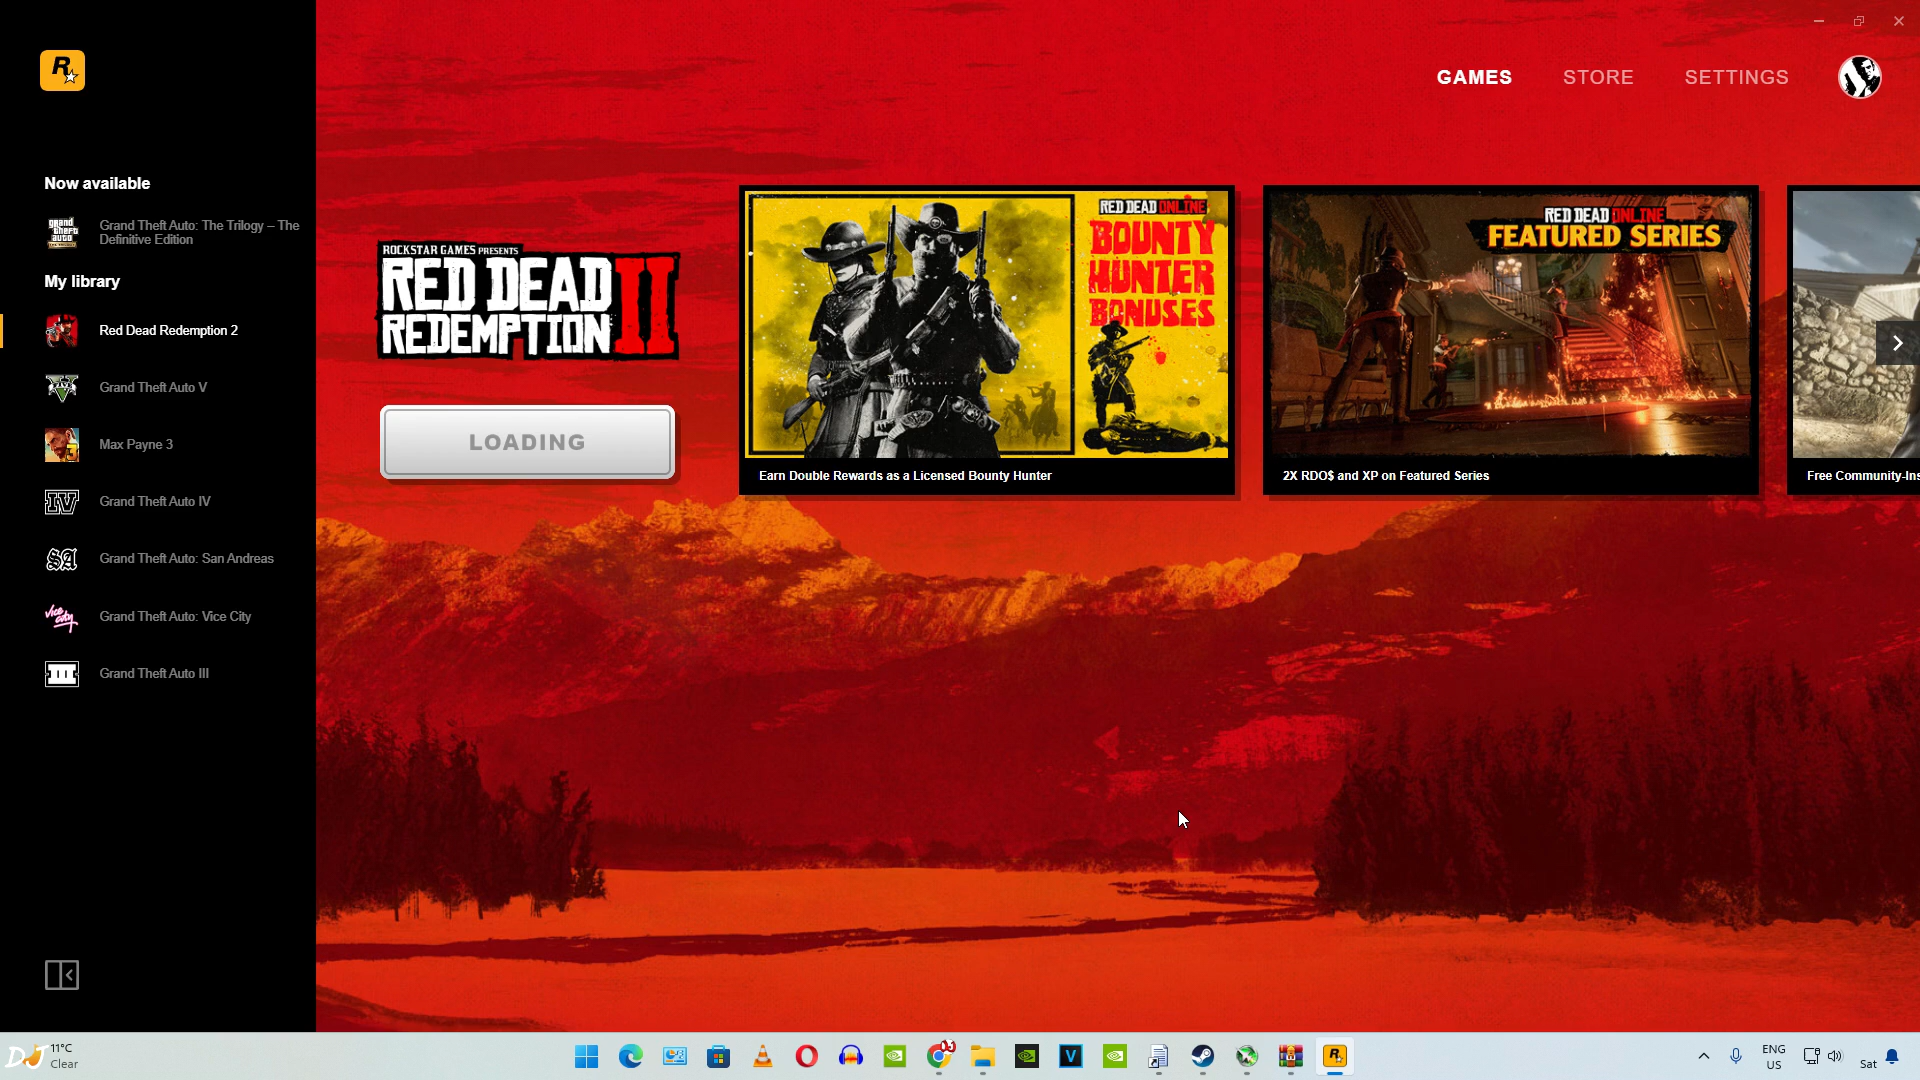 GAMES
STORE
SETTINGS
Now available
Grand Theft Auto: The Trilogy – The
Definitive Edition
My library
Red Dead Redemption 2
Grand Theft Auto V
Max Payne 3
Grand Theft Auto IV
Grand Theft Auto: San Andreas
Grand Theft Auto: Vice City
Grand Theft Auto III
ROCKSTAR GAMES PRESENTS
RED DEAD
REDEMPTION II
LOADING
RED DEAD ONLINE
BOUNTY
HUNTER
BONUSES
Earn Double Rewards as a Licensed Bounty Hunter
RED DEAD ONLINE
FEATURED SERIES
2X RDO$ and XP on Featured Series
Free Community-Ins
11°C
Clear
ENG
US
Sat